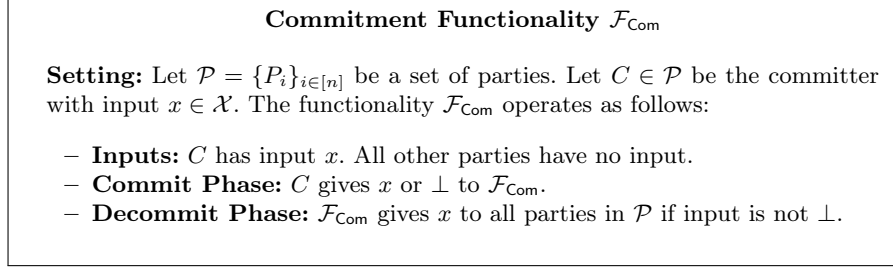 Commitment Functionality 𝓕_Com
Setting: Let 𝒫 = {P_i}_{i∈[n]} be a set of parties. Let C ∈ 𝒫 be the committer
with input x ∈ 𝒳. The functionality 𝓕_Com operates as follows:
– Inputs: C has input x. All other parties have no input.
– Commit Phase: C gives x or ⊥ to 𝓕_Com.
– Decommit Phase: 𝓕_Com gives x to all parties in 𝒫 if input is not ⊥.